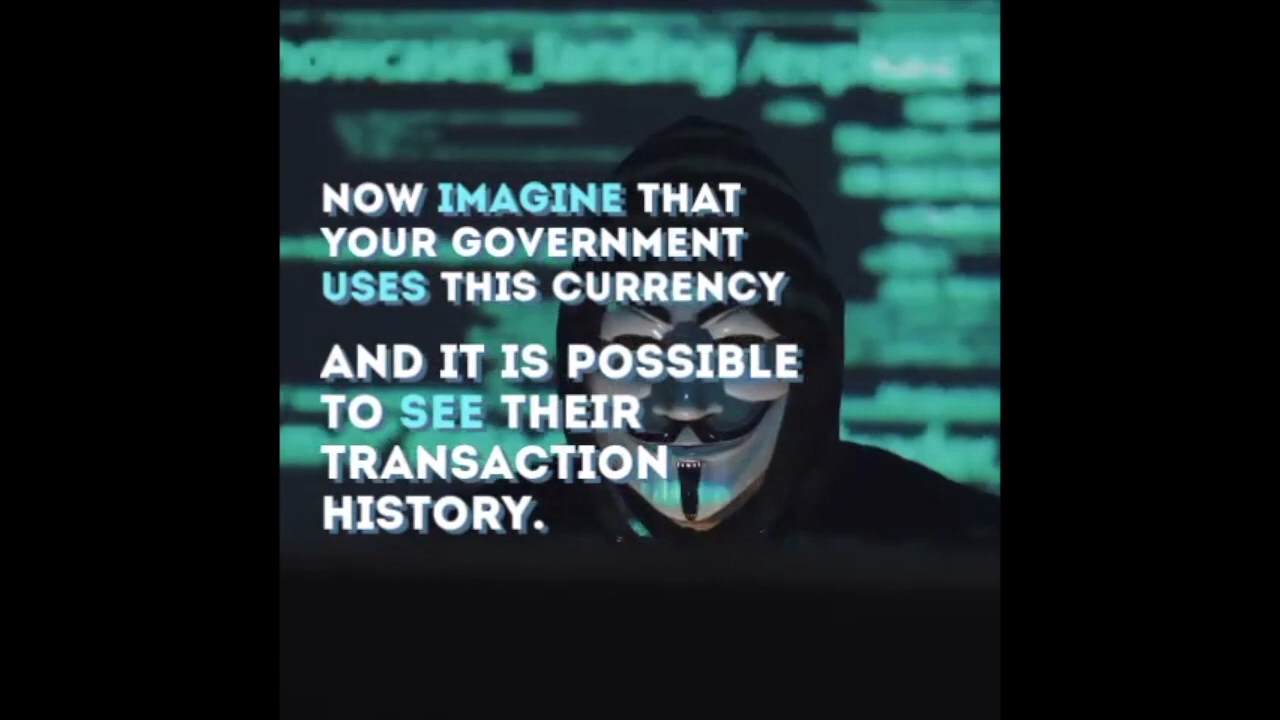 NOW IMAGINE THAT
YOUR GOVERNMENT
USES THIS CURRENCY
AND IT IS POSSIBLE
TO SEE THEIR
TRANSACTION
HISTORY.